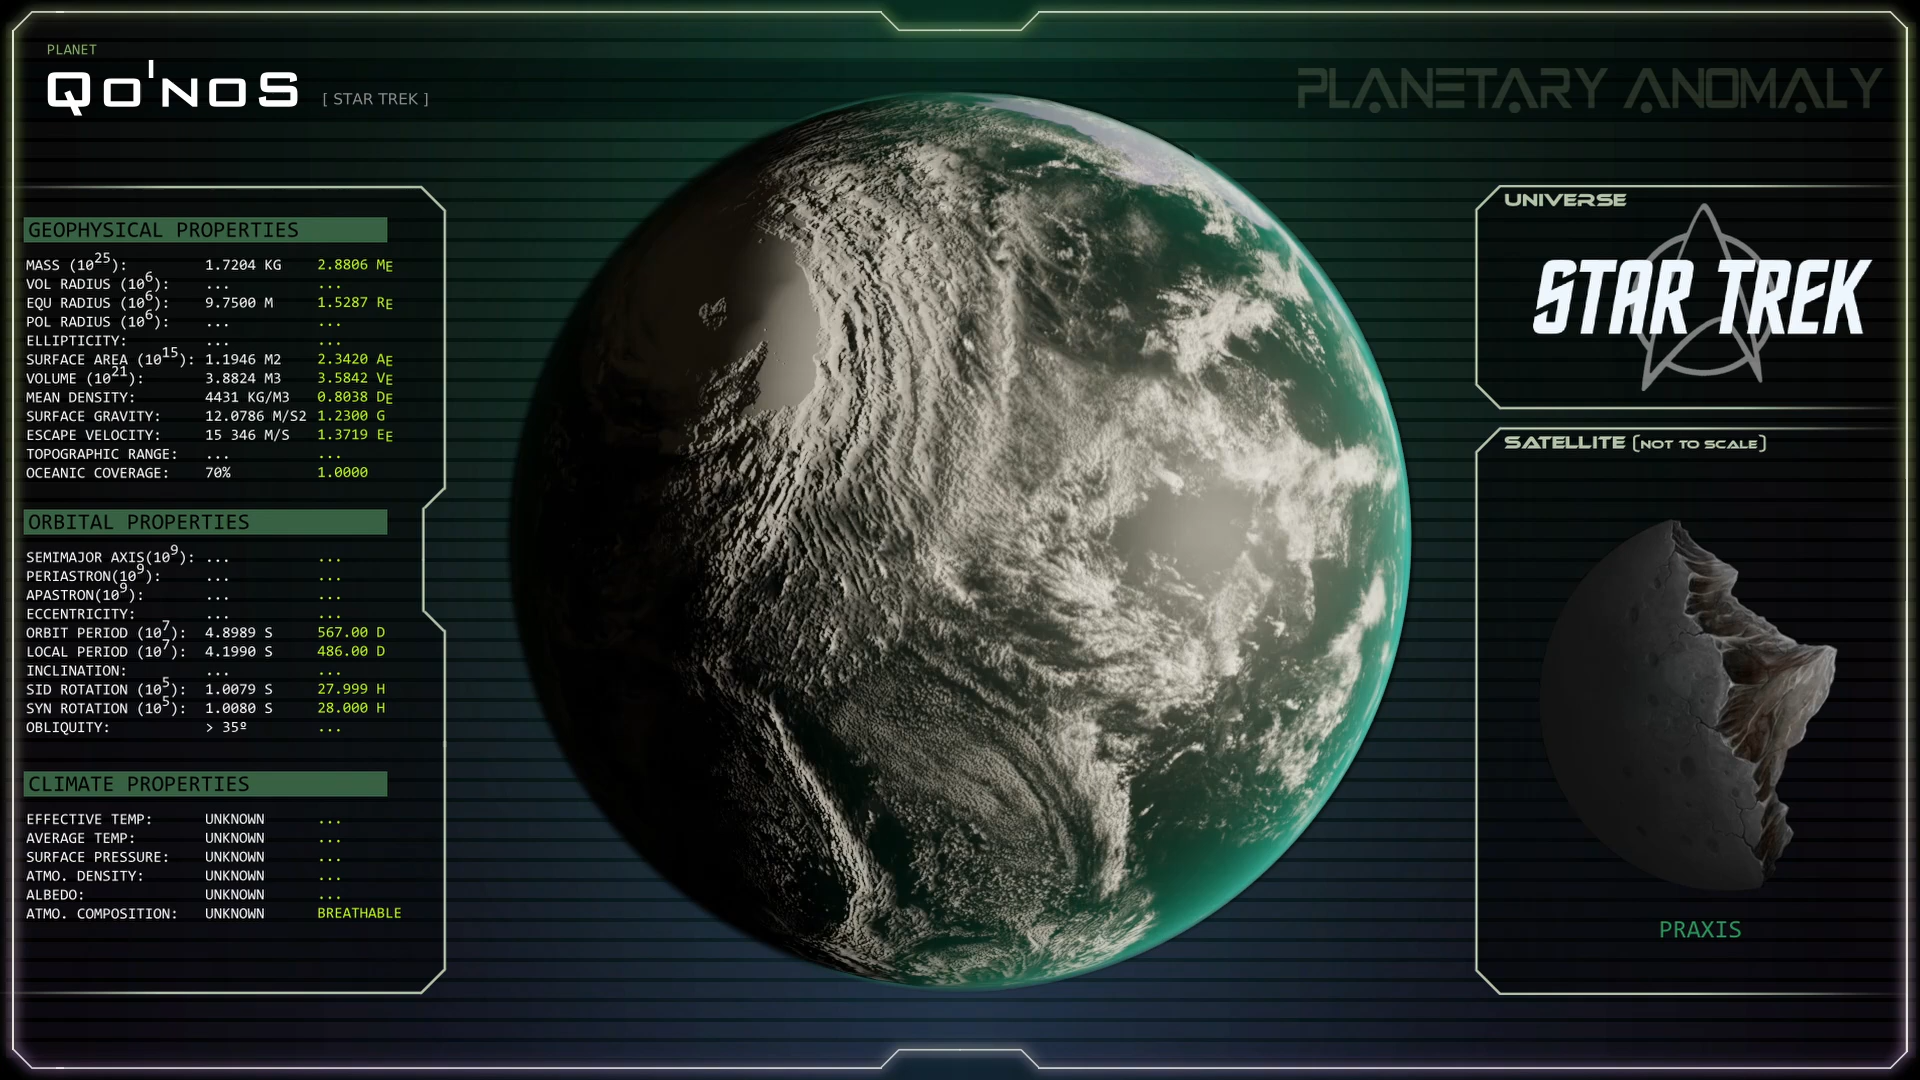 PLANET
Qo'noS [ STAR TREK ]
PLANETARY ANOMALY
GEOPHYSICAL PROPERTIES
MASS (10^25): 1.7204 KG 2.8806 ME
VOL RADIUS (10^6): ... ...
EQU RADIUS (10^6): 9.7500 M 1.5287 RE
POL RADIUS (10^6): ... ...
ELLIPTICITY: ... ...
SURFACE AREA (10^15): 1.1946 M2 2.3420 AE
VOLUME (10^21): 3.8824 M3 3.5842 VE
MEAN DENSITY: 4431 KG/M3 0.8038 DE
SURFACE GRAVITY: 12.0786 M/S2 1.2300 G
ESCAPE VELOCITY: 15 346 M/S 1.3719 EE
TOPOGRAPHIC RANGE: ... ...
OCEANIC COVERAGE: 70% 1.0000
ORBITAL PROPERTIES
SEMIMAJOR AXIS(10^9): ... ...
PERIASTRON(10^9): ... ...
APASTRON(10^9): ... ...
ECCENTRICITY: ... ...
ORBIT PERIOD (10^7): 4.8989 S 567.00 D
LOCAL PERIOD (10^7): 4.1990 S 486.00 D
INCLINATION: ... ...
SID ROTATION (10^5): 1.0079 S 27.999 H
SYN ROTATION (10^5): 1.0080 S 28.000 H
OBLIQUITY: > 35º ...
CLIMATE PROPERTIES
EFFECTIVE TEMP: UNKNOWN ...
AVERAGE TEMP: UNKNOWN ...
SURFACE PRESSURE: UNKNOWN ...
ATMO. DENSITY: UNKNOWN ...
ALBEDO: UNKNOWN ...
ATMO. COMPOSITION: UNKNOWN BREATHABLE
UNIVERSE
STAR TREK
SATELLITE (NOT TO SCALE)
PRAXIS